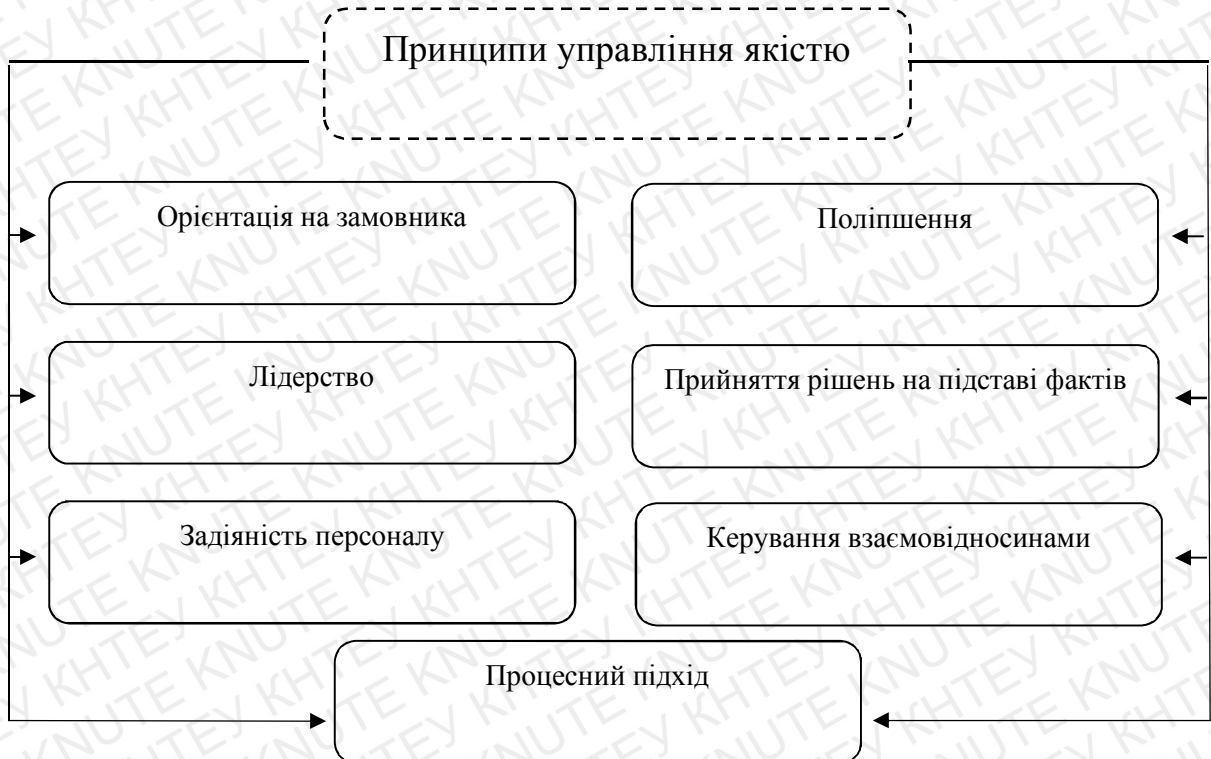 Принципи управління якістю
Орієнтація на замовника
Поліпшення
Лідерство
Прийняття рішень на підставі фактів
Задіяність персоналу
Керування взаємовідносинами
Процесний підхід